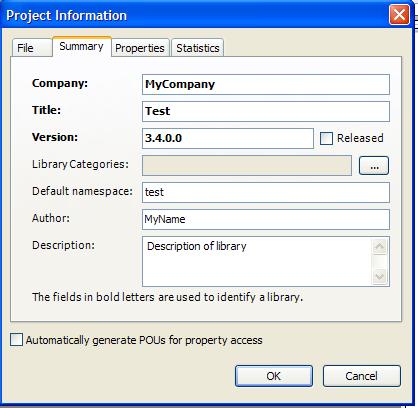 Project Information
File Summary Properties Statistics
Company: MyCompany
Title: Test
Version: 3.4.0.0 Released
Library Categories: ...
Default namespace: test
Author: MyName
Description: Description of library
The fields in bold letters are used to identify a library.
Automatically generate POUs for property access
OK Cancel